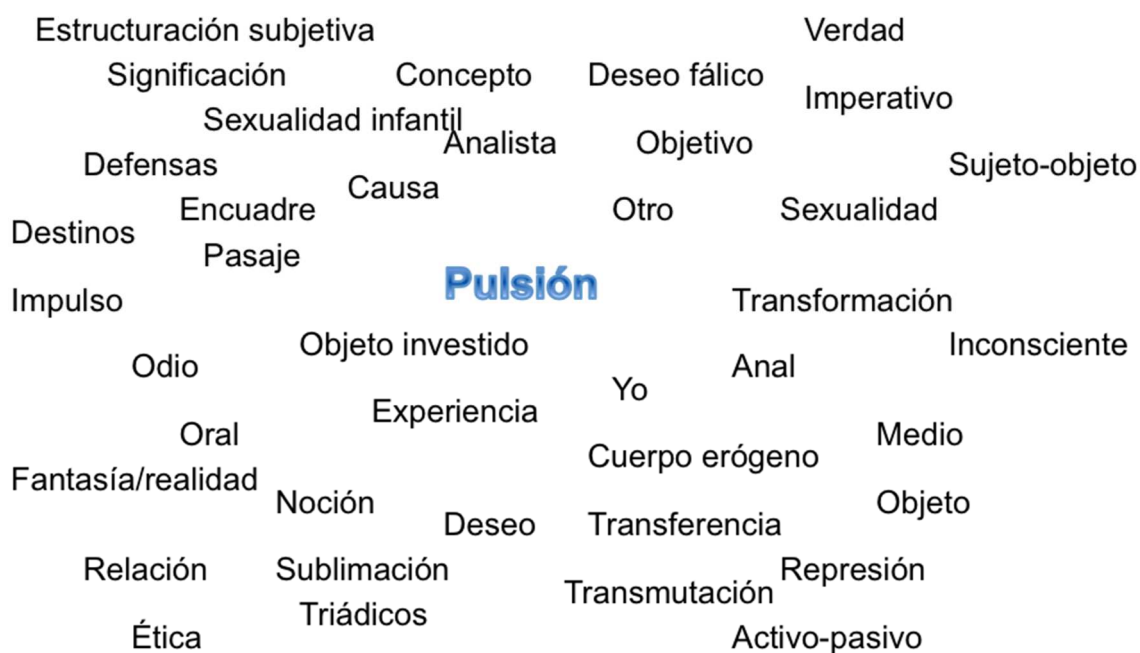 Estructuración subjetiva
Verdad
Significación
Concepto
Deseo fálico
Imperativo
Sexualidad infantil
Analista
Objetivo
Defensas
Sujeto-objeto
Causa
Encuadre
Otro
Sexualidad
Destinos
Pasaje
Pulsión
Impulso
Transformación
Objeto investido
Inconsciente
Odio
Anal
Yo
Experiencia
Oral
Medio
Cuerpo erógeno
Fantasía/realidad
Noción
Objeto
Deseo
Transferencia
Relación
Sublimación
Represión
Transmutación
Triádicos
Ética
Activo-pasivo